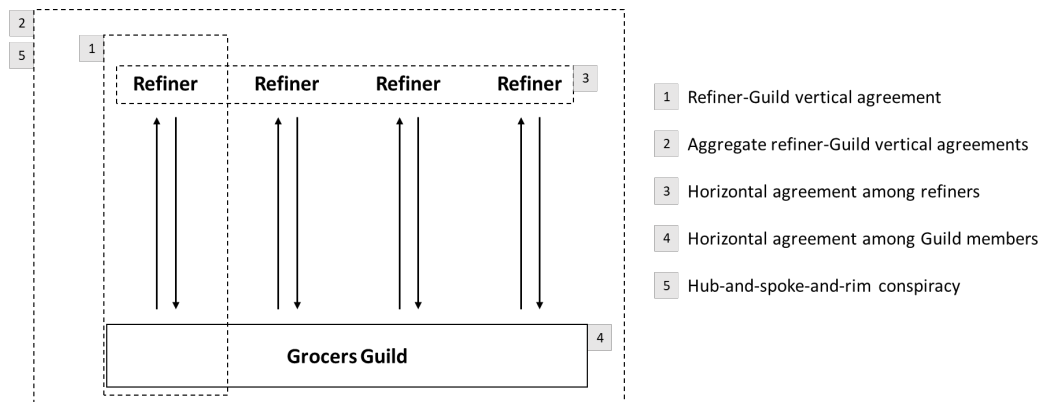 2
5
1
Refiner Refiner Refiner Refiner
3
Grocers Guild
4
1 Refiner-Guild vertical agreement
2 Aggregate refiner-Guild vertical agreements
3 Horizontal agreement among refiners
4 Horizontal agreement among Guild members
5 Hub-and-spoke-and-rim conspiracy